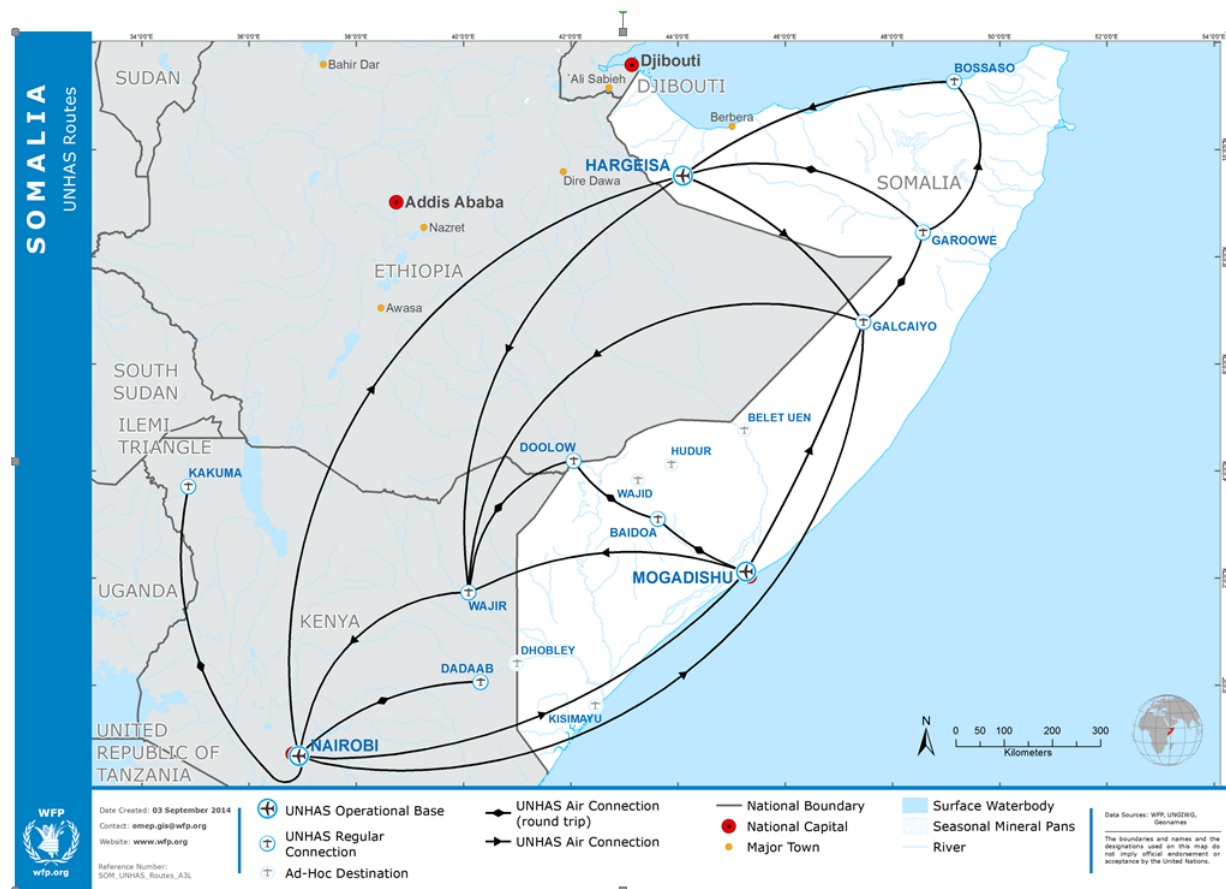 SOMALIA
UNHAS Routes
34°0'0"E
36°0'0"E
38°0'0"E
40°0'0"E
42°0'0"E
44°0'0"E
46°0'0"E
48°0'0"E
50°0'0"E
52°0'0"E
54°0'0"E
SUDAN
Bahir Dar
Djibouti
`Ali Sabieh
DJIBOUTI
BOSSASO
Berbera
HARGEISA
Dire Dawa
SOMALIA
Addis Ababa
Nazret
GAROOWE
ETHIOPIA
Awasa
GALCAIYO
SOUTH
SUDAN
ILEMI
TRIANGLE
BELET UEN
DOOLOW
HUDUR
KAKUMA
WAJID
BAIDOA
MOGADISHU
UGANDA
WAJIR
KENYA
DHOBLEY
DADAAB
KISIMAYU
NAIROBI
UNITED
REPUBLIC OF
TANZANIA
N
0 50 100 200 300
Kilometers
WFP
wfp.org
Date Created: 03 September 2014
Contact: omep.gis@wfp.org
Website: www.wfp.org
Reference Number:
SOM_UNHAS_Routes_A3L
UNHAS Operational Base
UNHAS Regular
Connection
Ad-Hoc Destination
UNHAS Air Connection
(round trip)
UNHAS Air Connection
National Boundary
National Capital
Major Town
Surface Waterbody
Seasonal Mineral Pans
River
Data Sources: WFP, UNGIWG,
Geonames
The boundaries and names and the
designations used on this map do
not imply official endorsement or
acceptance by the United Nations.